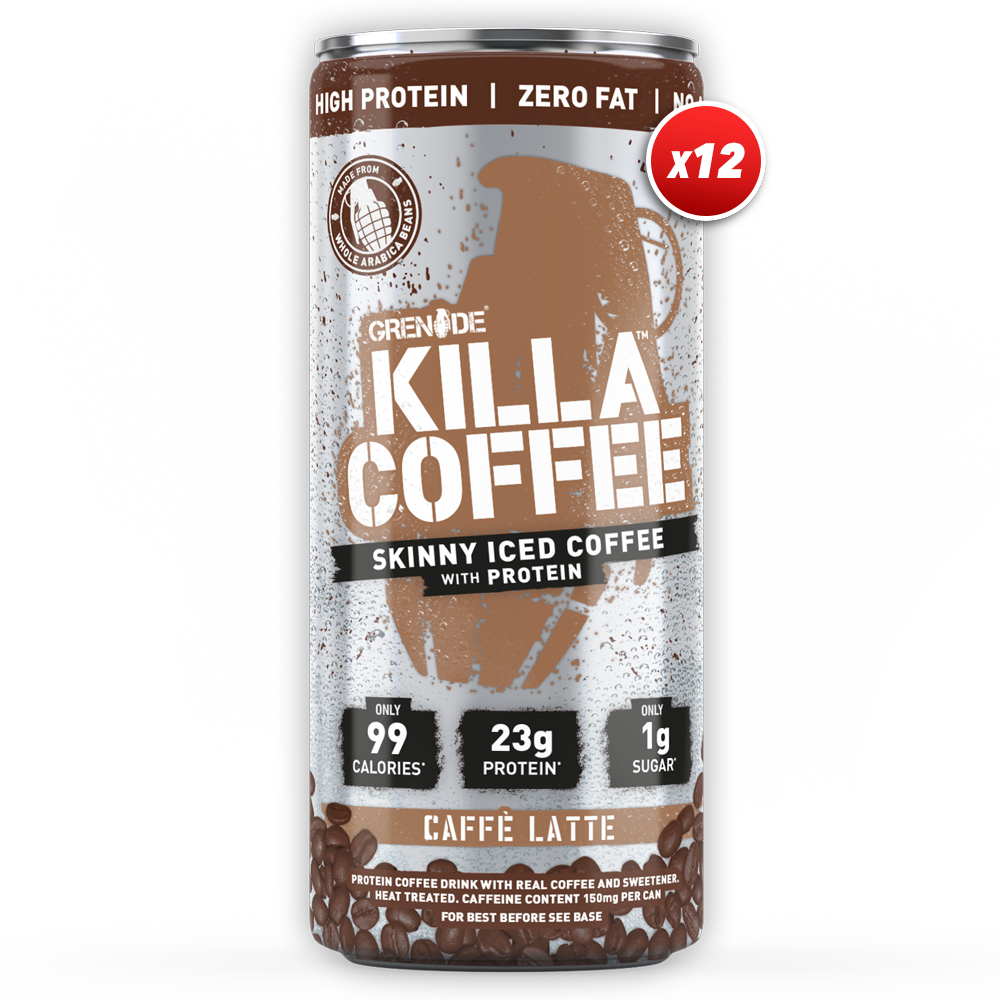 HIGH PROTEIN | ZERO FAT |
x12
MADE FROM
WHOLE ARABICA BEANS
GRENADE®
KILLA™
COFFEE
SKINNY ICED COFFEE
WITH PROTEIN
ONLY
99
CALORIES*
23g
PROTEIN*
ONLY
1g
SUGAR*
CAFFÈ LATTE
PROTEIN COFFEE DRINK WITH REAL COFFEE AND SWEETENER.
HEAT TREATED. CAFFEINE CONTENT 150mg PER CAN
FOR BEST BEFORE SEE BASE